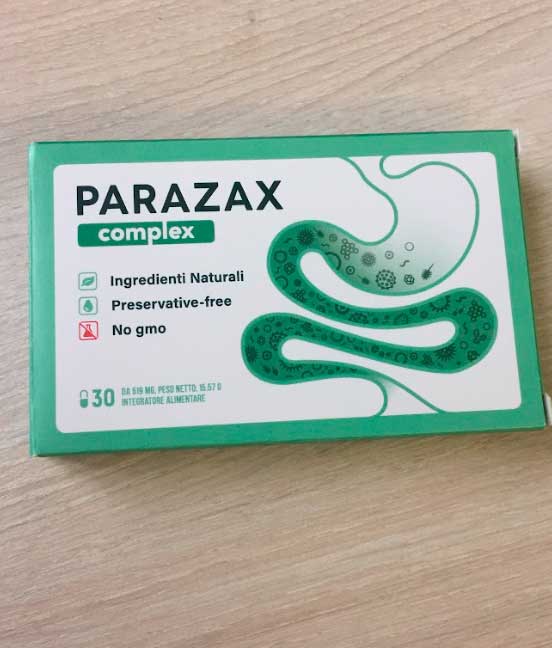 PARAZAX
complex
Ingredienti Naturali
Preservative-free
No gmo
30
DA 519 MG, PESO NETTO, 15.57 G
INTEGRATORE ALIMENTARE